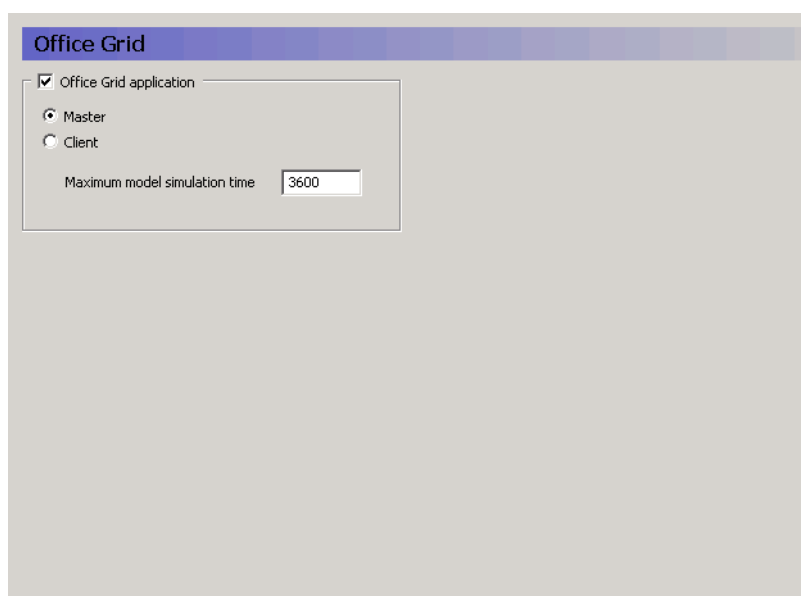 Office Grid
Office Grid application
Master
Client
Maximum model simulation time 3600